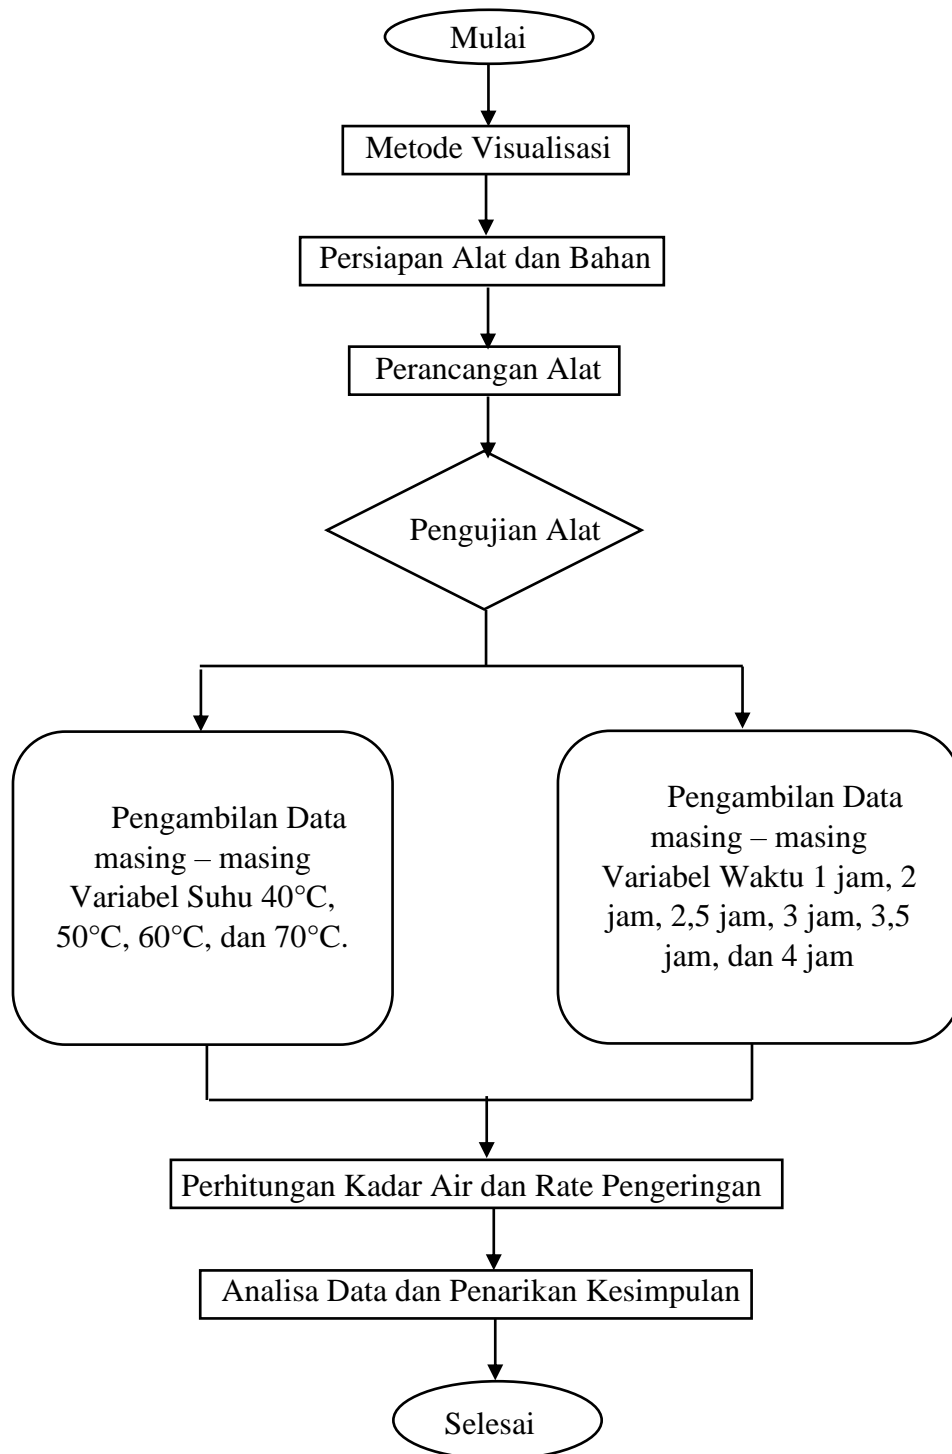 Mulai
Metode Visualisasi
Persiapan Alat dan Bahan
Perancangan Alat
Pengujian Alat
Pengambilan Data
masing – masing
Variabel Suhu 40°C,
50°C, 60°C, dan 70°C.
Pengambilan Data
masing – masing
Variabel Waktu 1 jam, 2
jam, 2,5 jam, 3 jam, 3,5
jam, dan 4 jam
Perhitungan Kadar Air dan Rate Pengeringan
Analisa Data dan Penarikan Kesimpulan
Selesai